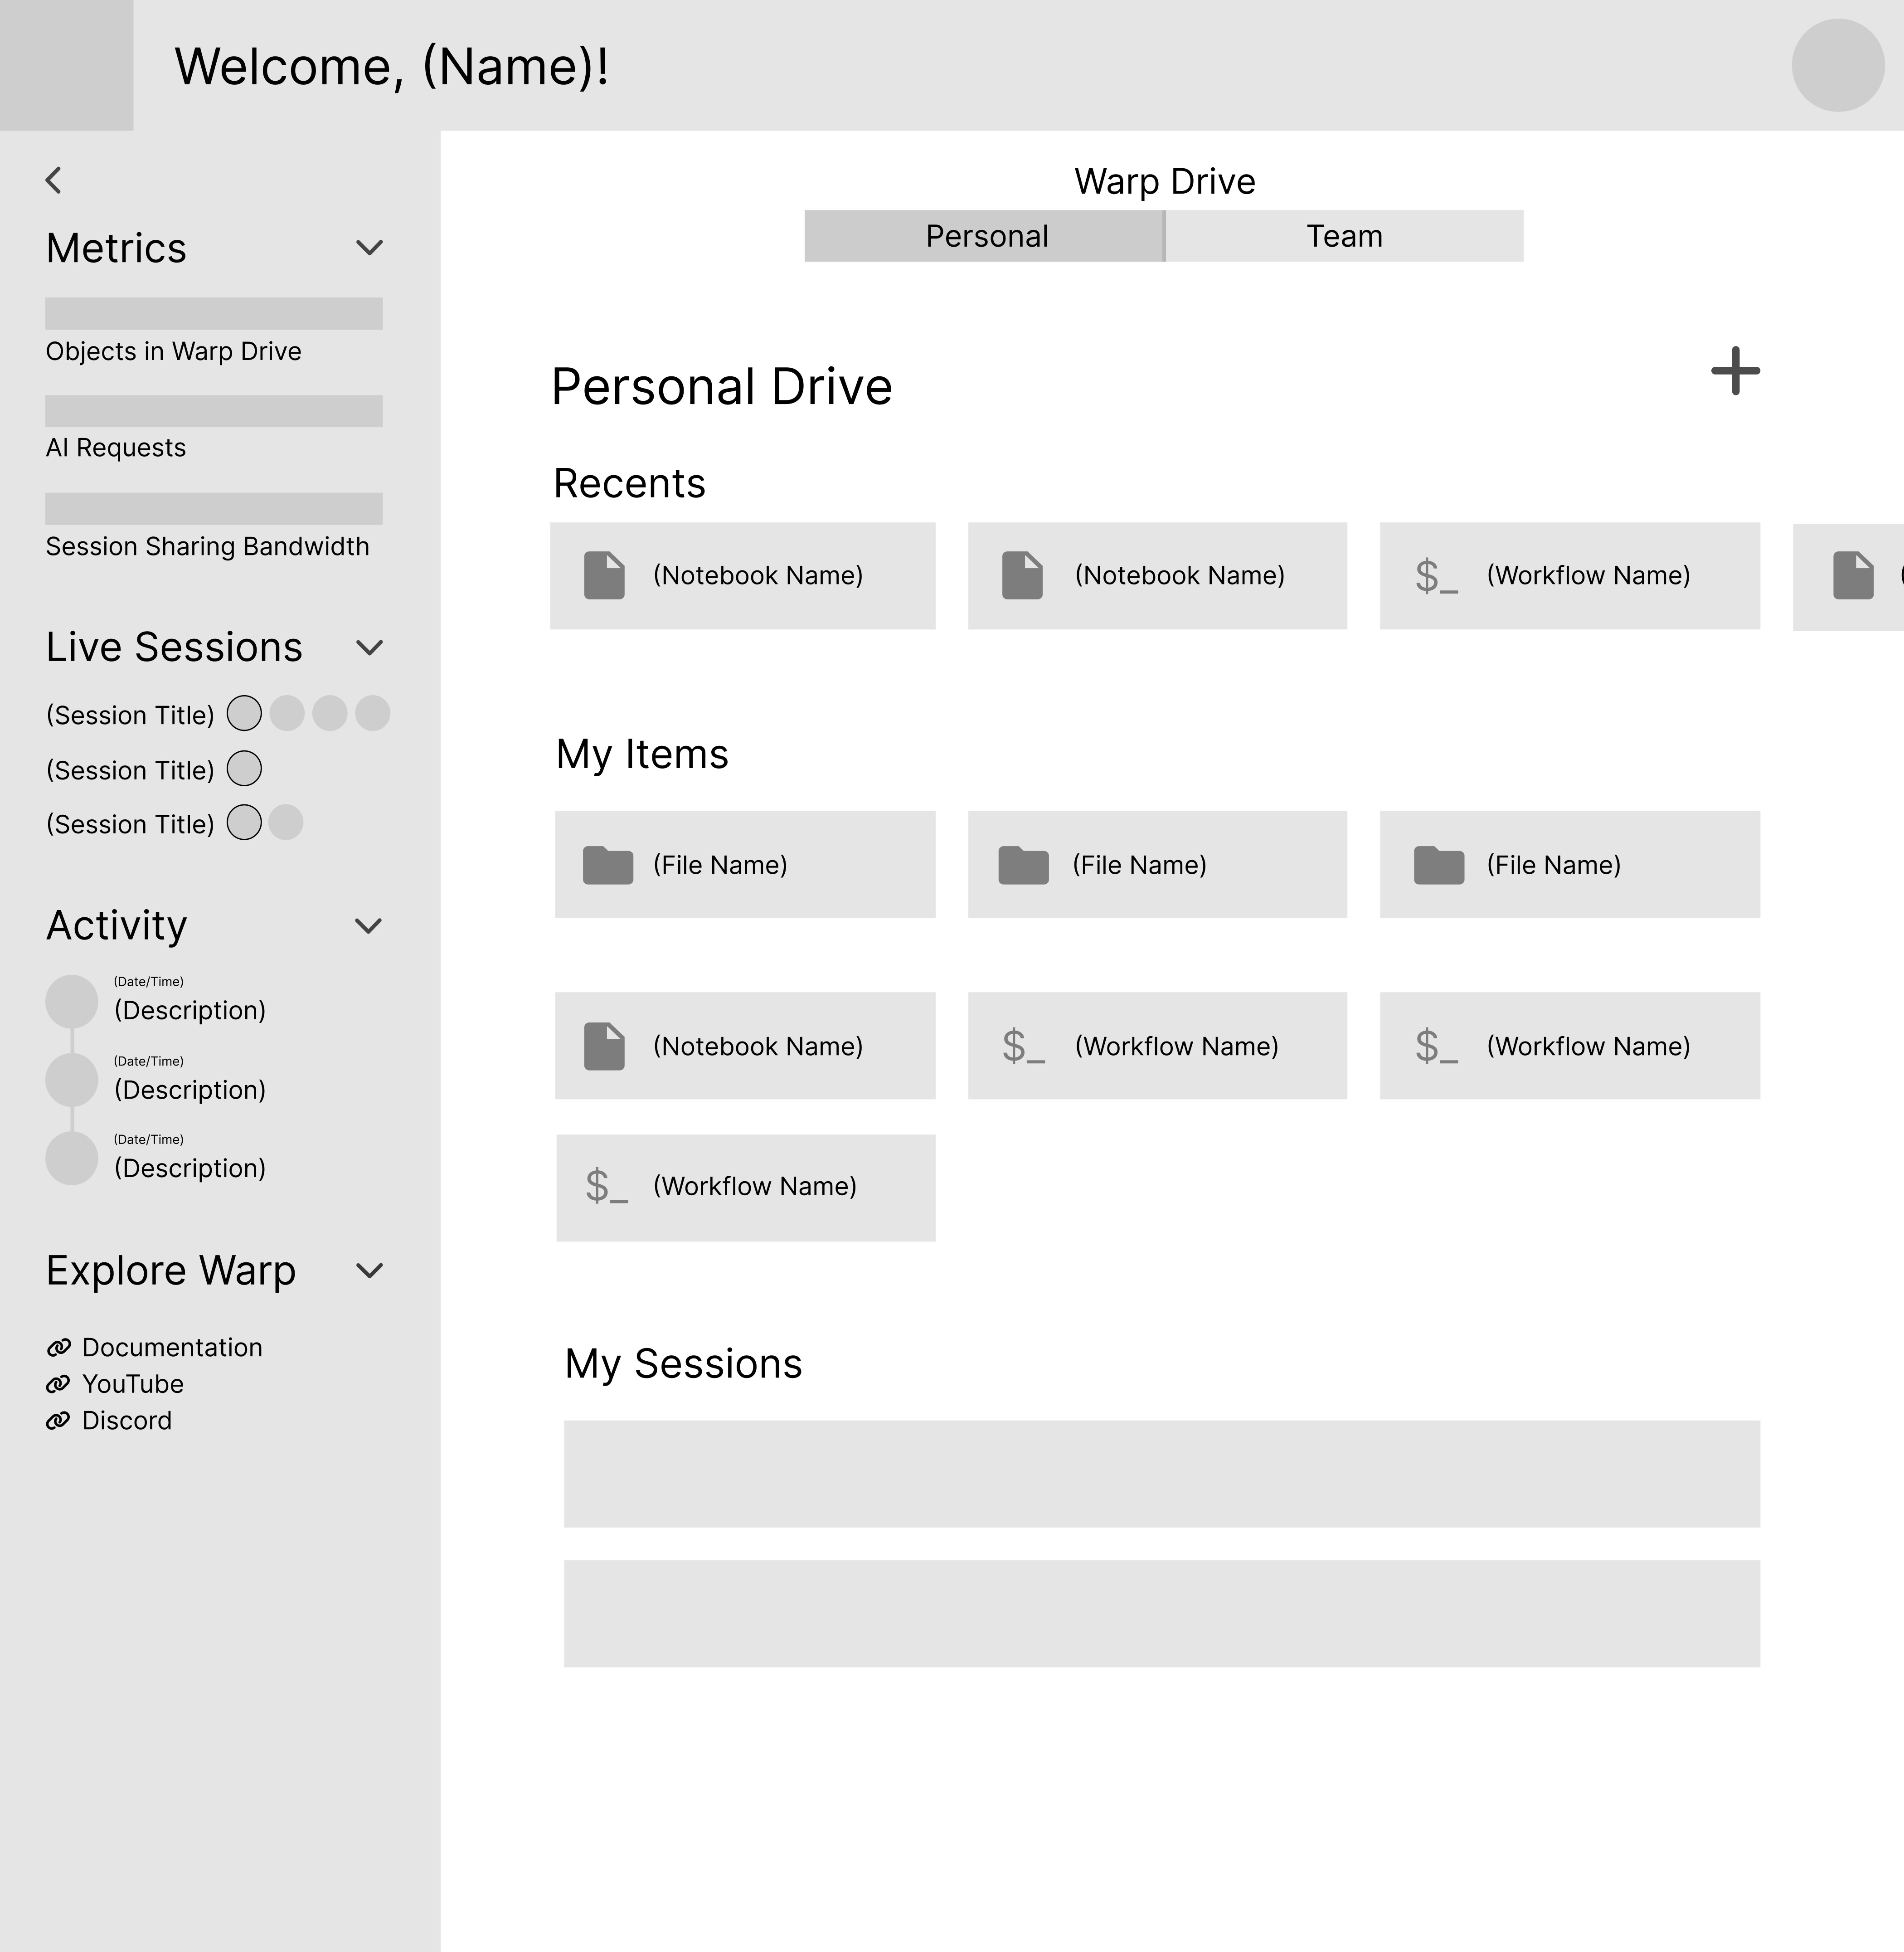 Welcome, (Name)!
Metrics
Objects in Warp Drive
AI Requests
Session Sharing Bandwidth
Live Sessions
(Session Title)
(Session Title)
(Session Title)
Activity
(Date/Time)
(Description)
(Date/Time)
(Description)
(Date/Time)
(Description)
Explore Warp
Documentation
YouTube
Discord
Warp Drive
Personal Team
Personal Drive
Recents
(Notebook Name) (Notebook Name) $_ (Workflow Name) (
My Items
(File Name) (File Name) (File Name)
(Notebook Name) $_ (Workflow Name) $_ (Workflow Name)
$_ (Workflow Name)
My Sessions